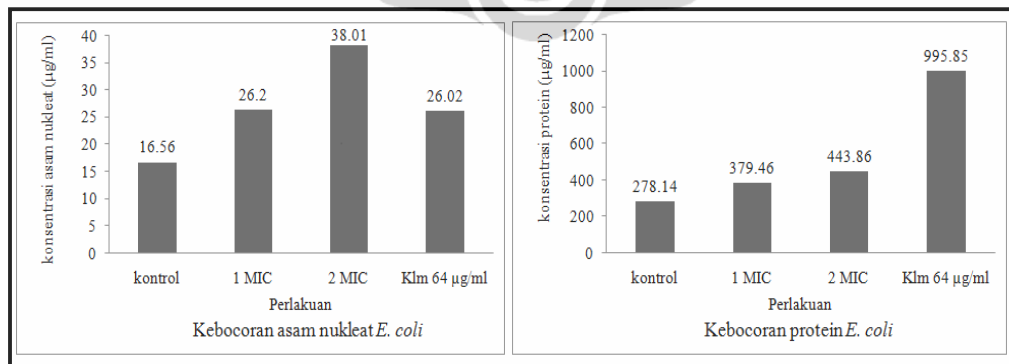 konsentrasi asam nukleat (µg/ml)
40
35
30
25
20
15
10
5
0
16.56
26.2
38.01
26.02
kontrol
1 MIC
2 MIC
Klm 64 µg/ml
Perlakuan
Kebocoran asam nukleat E. coli
konsentrasi protein (µg/ml)
1200
1000
800
600
400
200
0
278.14
379.46
443.86
995.85
kontrol
1 MIC
2 MIC
Klm 64 µg/ml
Perlakuan
Kebocoran protein E. coli